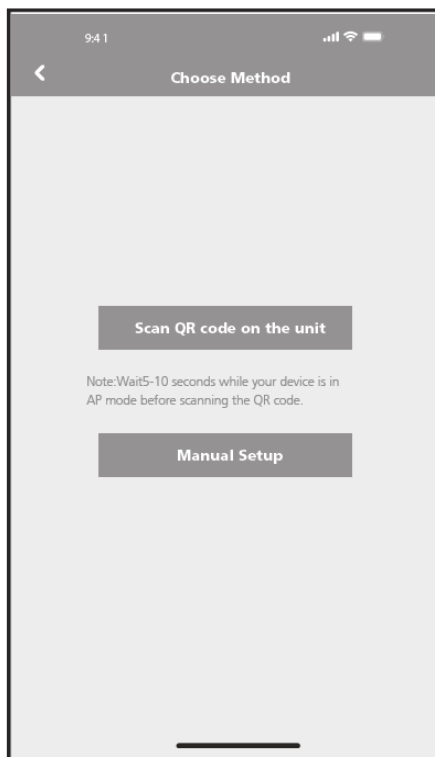 9:41
Choose Method
Scan QR code on the unit
Note:Wait5-10 seconds while your device is in
AP mode before scanning the QR code.
Manual Setup